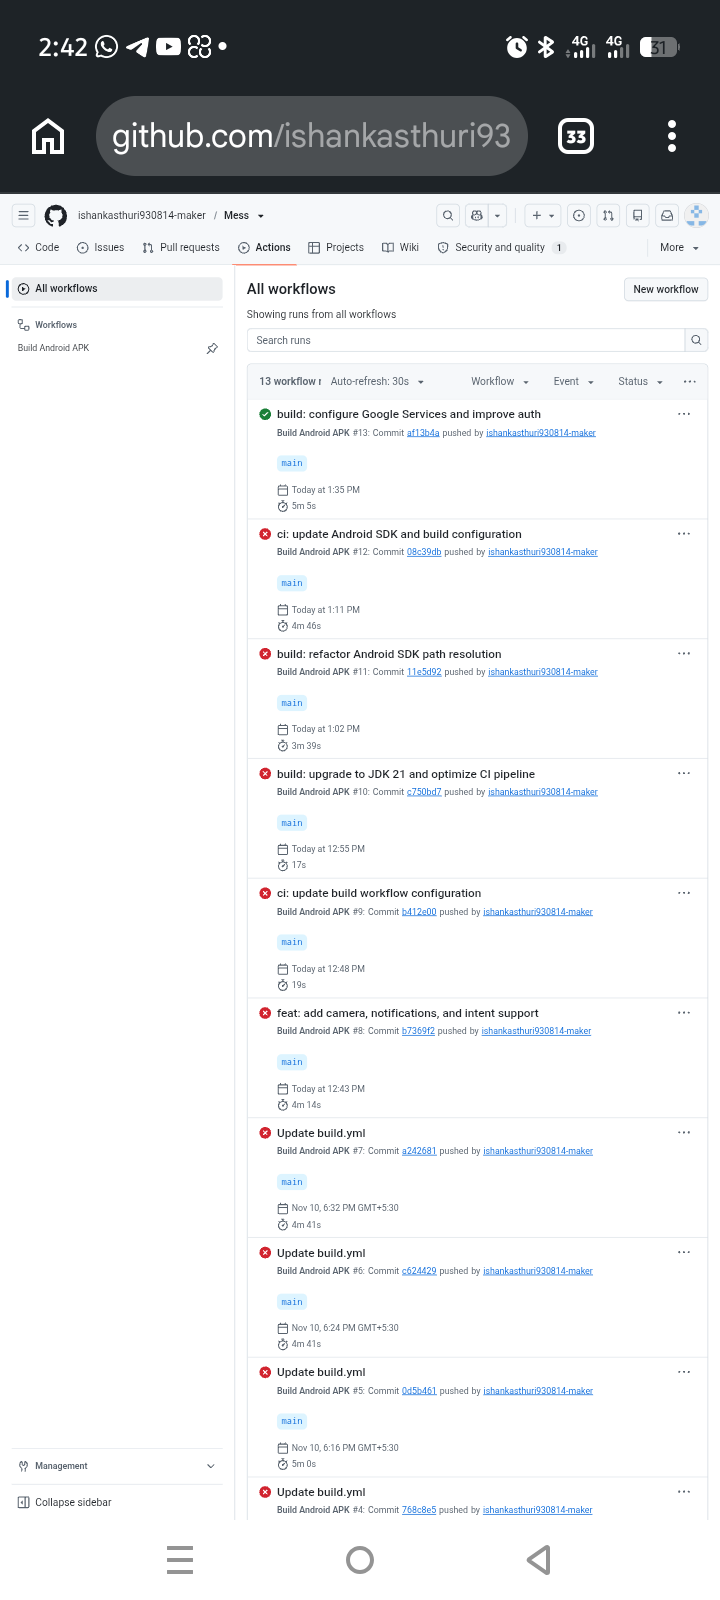 2:42
4G 4G 31
github.com/ishankasthuri93
33
ishankasthuri930814-maker / Mess
Code Issues Pull requests Actions Projects Wiki Security and quality 1 More
All workflows
Workflows
Build Android APK
All workflows New workflow
Showing runs from all workflows
Search runs
13 workflow r Auto-refresh: 30s Workflow Event Status
build: configure Google Services and improve auth
Build Android APK #13: Commit af13b4a pushed by ishankasthuri930814-maker
main
Today at 1:35 PM
5m 5s
ci: update Android SDK and build configuration
Build Android APK #12: Commit 08c39db pushed by ishankasthuri930814-maker
main
Today at 1:11 PM
4m 46s
build: refactor Android SDK path resolution
Build Android APK #11: Commit 11e5d92 pushed by ishankasthuri930814-maker
main
Today at 1:02 PM
3m 39s
build: upgrade to JDK 21 and optimize CI pipeline
Build Android APK #10: Commit c750bd7 pushed by ishankasthuri930814-maker
main
Today at 12:55 PM
17s
ci: update build workflow configuration
Build Android APK #9: Commit b412e00 pushed by ishankasthuri930814-maker
main
Today at 12:48 PM
19s
feat: add camera, notifications, and intent support
Build Android APK #8: Commit b7369f2 pushed by ishankasthuri930814-maker
main
Today at 12:43 PM
4m 14s
Update build.yml
Build Android APK #7: Commit a242681 pushed by ishankasthuri930814-maker
main
Nov 10, 6:32 PM GMT+5:30
4m 41s
Update build.yml
Build Android APK #6: Commit c624429 pushed by ishankasthuri930814-maker
main
Nov 10, 6:24 PM GMT+5:30
4m 41s
Update build.yml
Build Android APK #5: Commit 0d5b461 pushed by ishankasthuri930814-maker
main
Nov 10, 6:16 PM GMT+5:30
5m 0s
Update build.yml
Build Android APK #4: Commit 768c8e5 pushed by ishankasthuri930814-maker
Management
Collapse sidebar